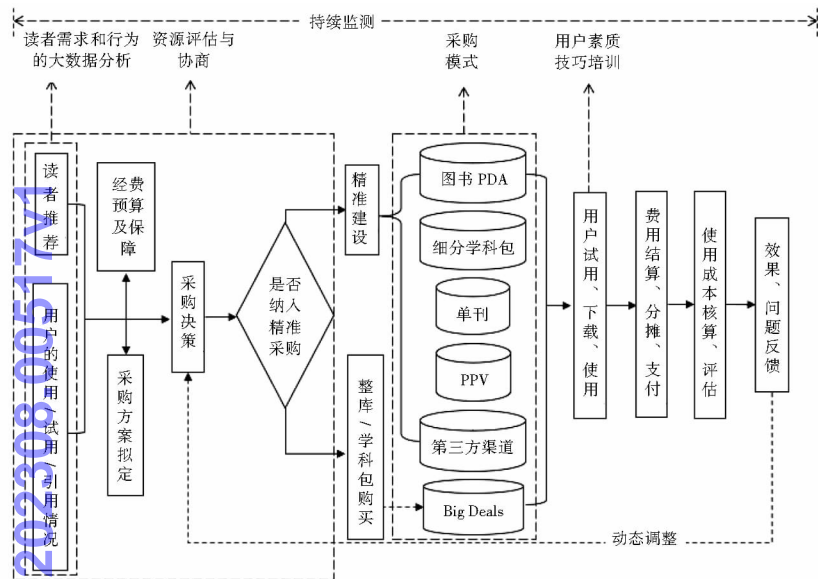 持续监测
读者需求和行为
的大数据分析
资源评估与
协商
采购
模式
用户素质
技巧培训
读者推荐
用户的使用/试用/引用情况
经费
预算
及保
障
采购方案拟定
采购决策
是否
纳入
精准
采购
精准建设
整库/学科包购买
图书 PDA
细分学科包
单刊
PPV
第三方渠道
Big Deals
用户试用、下载、使用
费用结算、分摊、支付
使用成本核算、评估
效果、问题反馈
动态调整
202308.00517v1